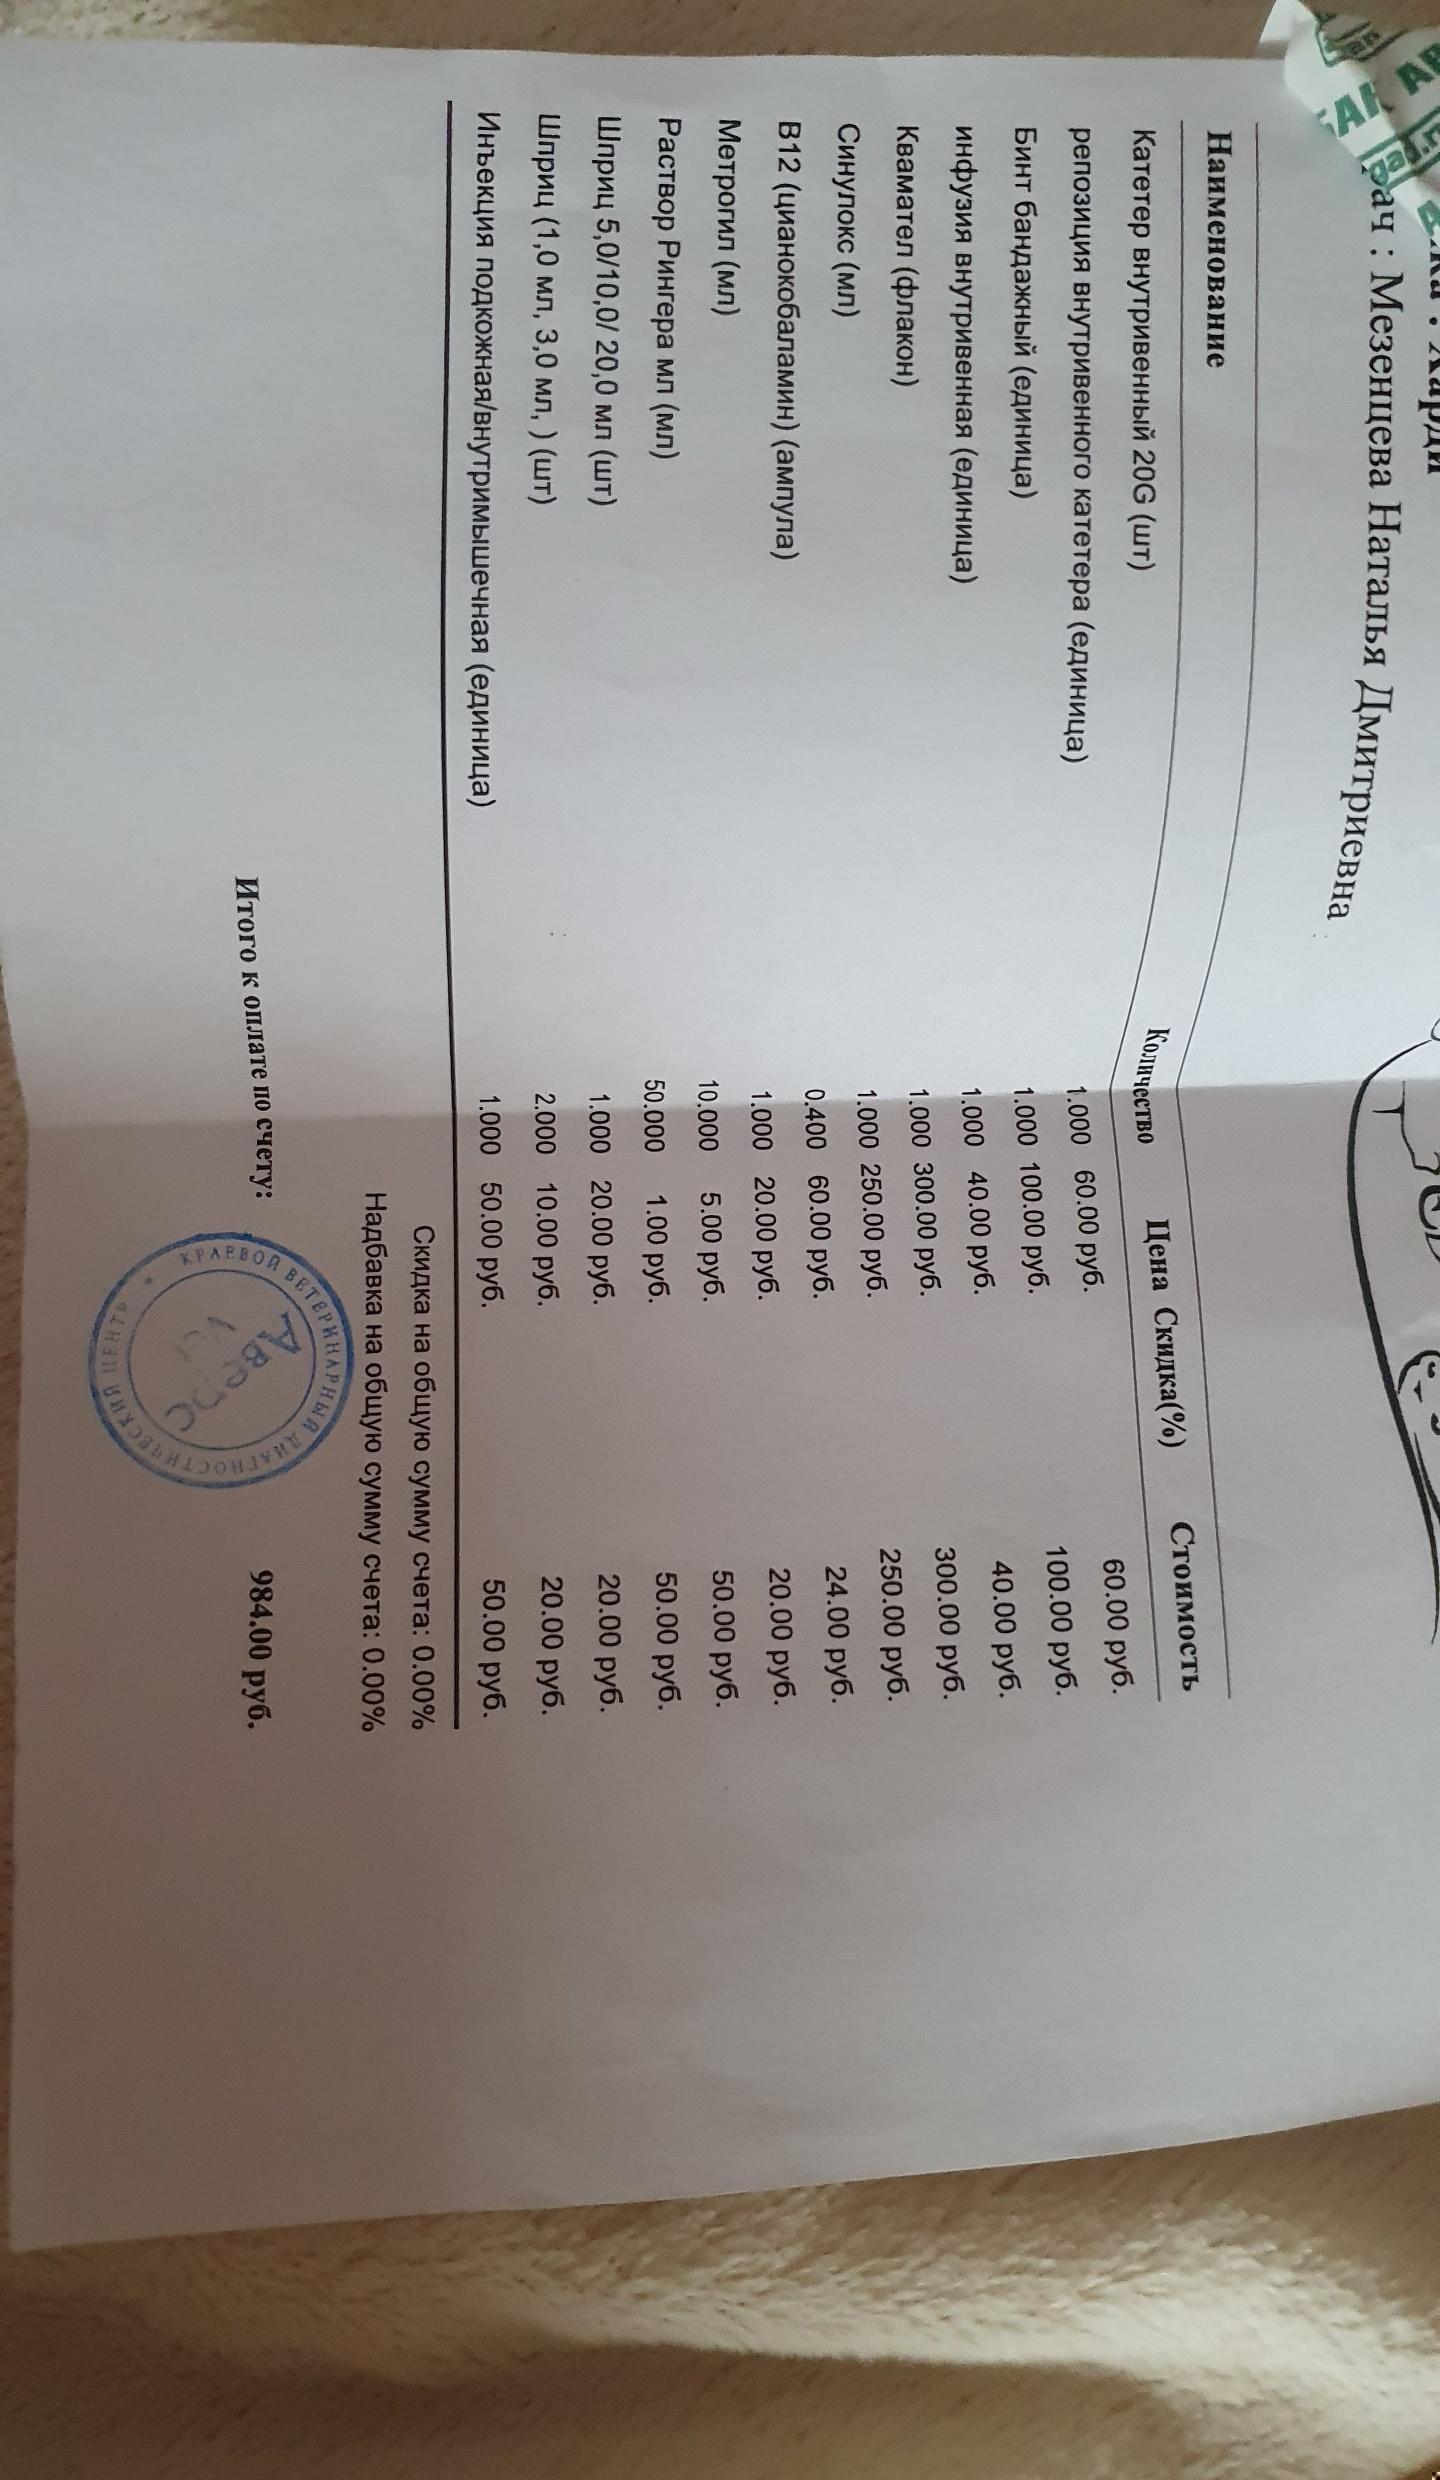 Харди
рач : Мезенцева Наталья Дмитриевна
Наименование Количество Цена Скидка(%) Стоимость
Катетер внутривенный 20G (шт) 1.000 60.00 руб. 60.00 руб.
репозиция внутривенного катетера (единица) 1.000 100.00 руб. 100.00 руб.
Бинт бандажный (единица) 1.000 40.00 руб. 40.00 руб.
инфузия внутривенная (единица) 1.000 300.00 руб. 300.00 руб.
Квамател (флакон) 1.000 250.00 руб. 250.00 руб.
Синулокс (мл) 0.400 60.00 руб. 24.00 руб.
В12 (цианокобаламин) (ампула) 1.000 20.00 руб. 20.00 руб.
Метрогил (мл) 10.000 5.00 руб. 50.00 руб.
Раствор Рингера мл (мл) 50.000 1.00 руб. 50.00 руб.
Шприц 5,0/10,0/ 20,0 мл (шт) 1.000 20.00 руб. 20.00 руб.
Шприц (1,0 мл, 3,0 мл, ) (шт) 2.000 10.00 руб. 20.00 руб.
Инъекция подкожная/внутримышечная (единица) 1.000 50.00 руб. 50.00 руб.
Скидка на общую сумму счета: 0.00%
Надбавка на общую сумму счета: 0.00%
Итого к оплате по счету: 984.00 руб.
КРАЕВОЙ ВЕТЕРИНАРНЫЙ ДИАГНОСТИЧЕСКИЙ ЦЕНТР